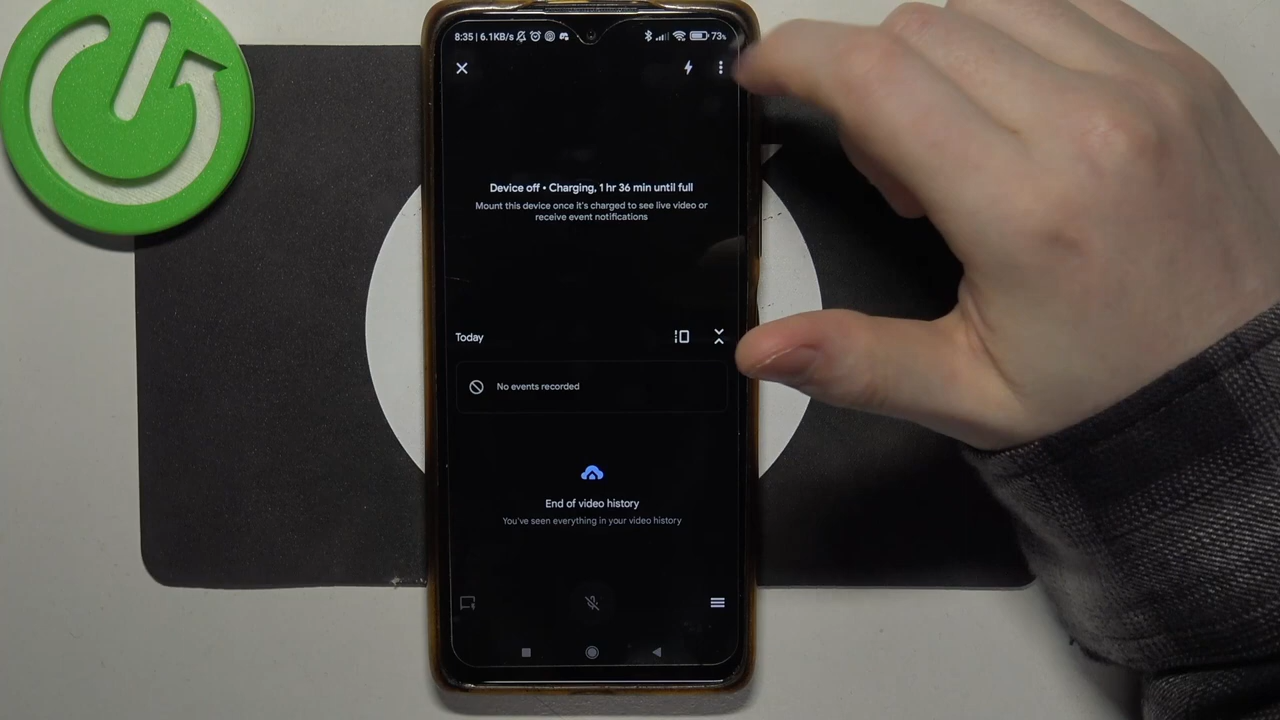 8:35 | 6.1KB/s
73%
Device off • Charging, 1 hr 36 min until full
Mount this device once it's charged to see live video or
receive event notifications
Today
No events recorded
End of video history
You've seen everything in your video history